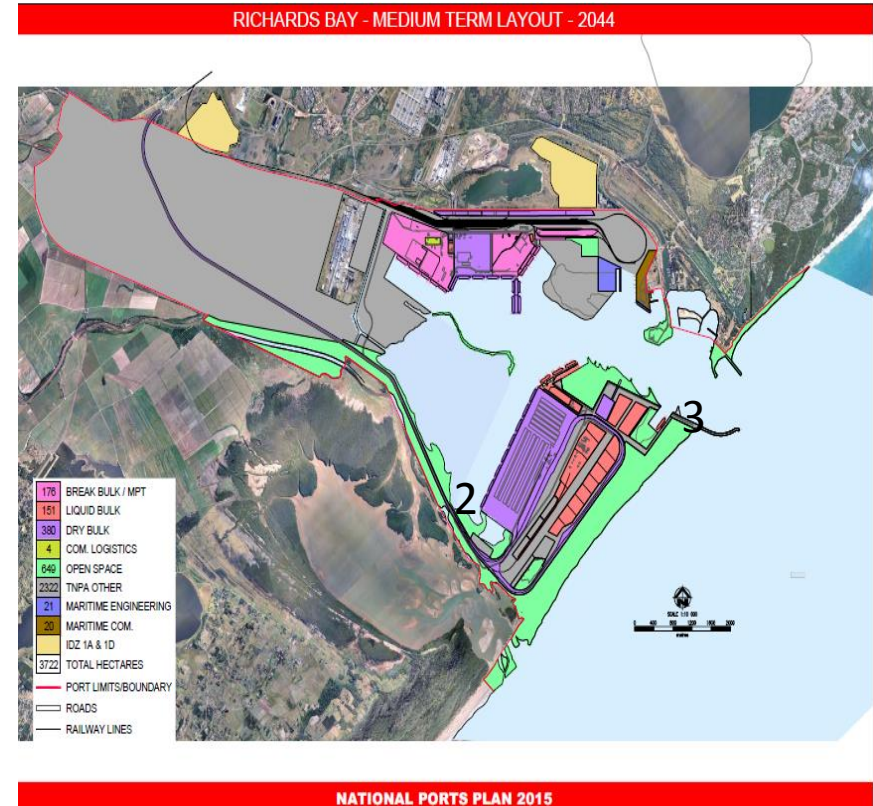 RICHARDS BAY - MEDIUM TERM LAYOUT - 2044
3
2
176 BREAK BULK / MPT
151 LIQUID BULK
380 DRY BULK
4 COM. LOGISTICS
649 OPEN SPACE
2322 TNPA OTHER
21 MARITIME ENGINEERING
20 MARITIME COM.
IDZ 1A & 1D
3722 TOTAL HECTARES
PORT LIMITS/BOUNDARY
ROADS
RAILWAY LINES
N
NATIONAL PORTS PLAN 2015